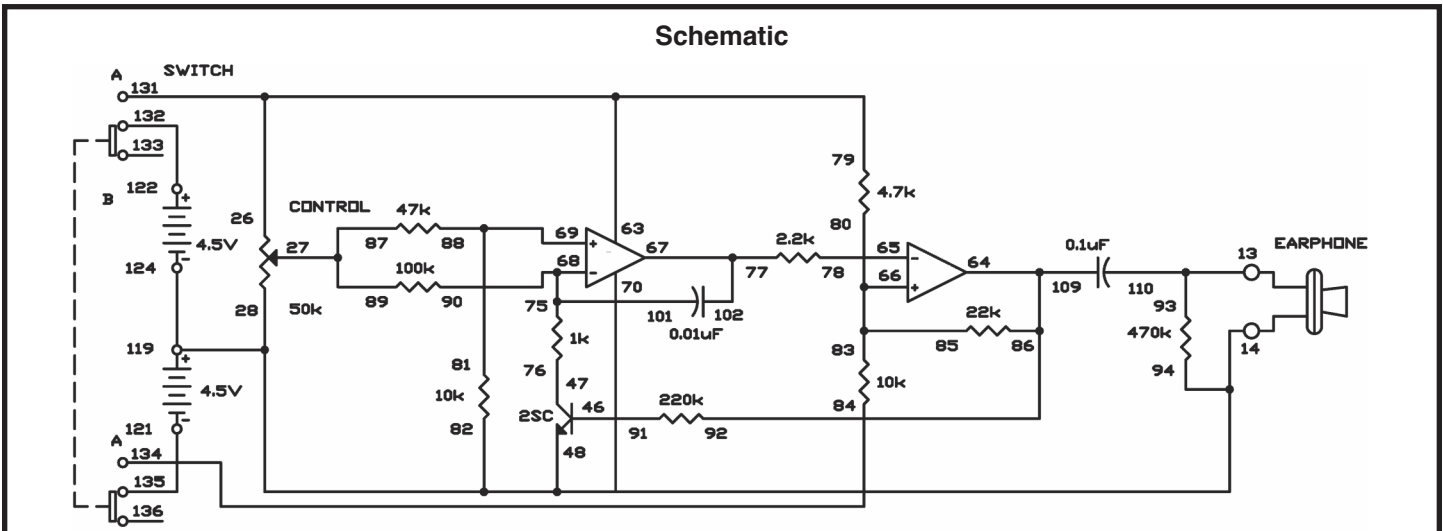 Schematic
A SWITCH
131
132
133
B 122
4.5V
124
119
4.5V
121
A
134
135
136
26
27
28
50k
CONTROL
47k
87 88
100k
89 90
81
10k
82
69
+
68
-
63
67
70
75
1k
76
101 102
0.01uF
47
46
2SC
48
220k
91 92
2.2k
77 78
79
4.7k
80
65
-
66
+
64
22k
85 86
83
10k
84
0.1uF
109 110
93
470k
94
13
14
EARPHONE